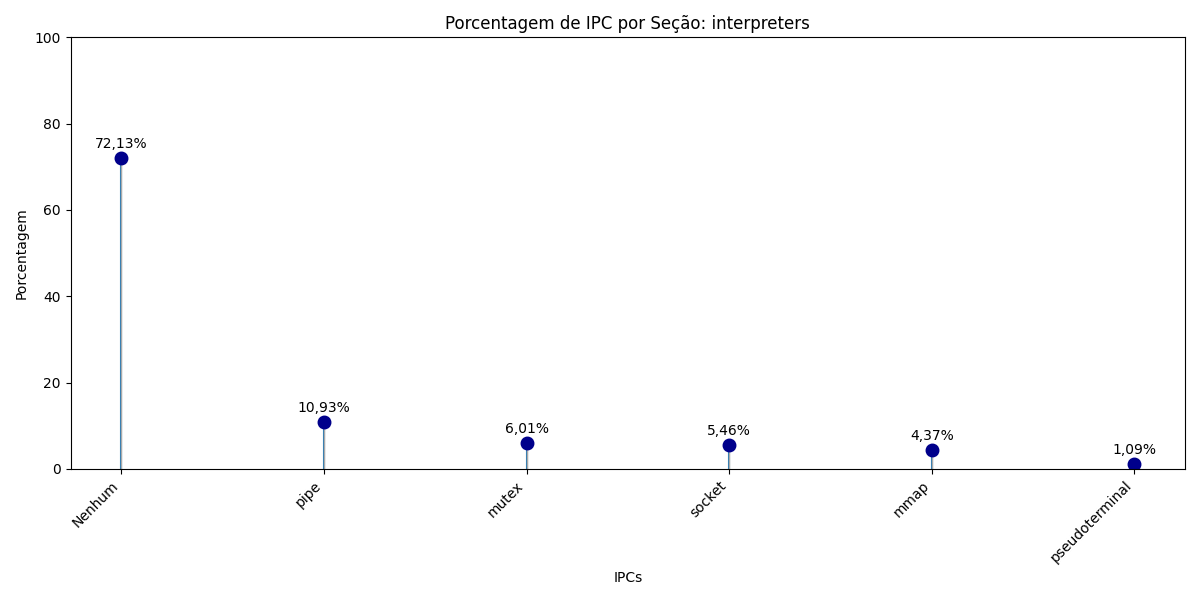 Porcentagem de IPC por Seção: interpreters
100
80
60
40
20
0
Porcentagem
72,13%
10,93%
6,01%
5,46%
4,37%
1,09%
Nenhum
pipe
mutex
socket
mmap
pseudoterminal
IPCs